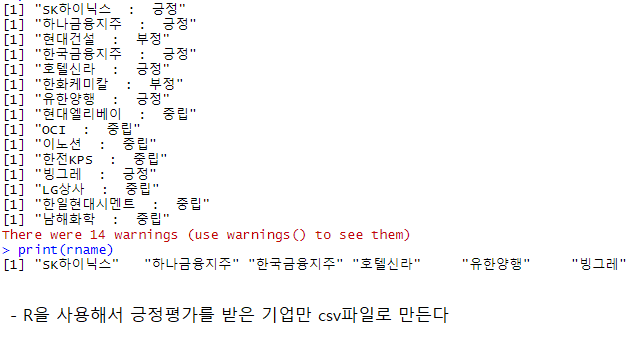 [1] "SK하이닉스  :  긍정"
[1] "하나금융지주  :  긍정"
[1] "현대건설  :  부정"
[1] "한국금융지주  :  긍정"
[1] "호텔신라  :  긍정"
[1] "한화케미칼  :  부정"
[1] "유한양행  :  긍정"
[1] "현대엘리베이  :  중립"
[1] "OCI  :  중립"
[1] "이노션  :  중립"
[1] "한전KPS  :  중립"
[1] "빙그레  :  긍정"
[1] "LG상사  :  중립"
[1] "한일현대시멘트  :  중립"
[1] "남해화학  :  중립"
There were 14 warnings (use warnings() to see them)
> print(rname)
[1] "SK하이닉스"   "하나금융지주" "한국금융지주" "호텔신라"     "유한양행"     "빙그레"
- R을 사용해서 긍정평가를 받은 기업만 csv파일로 만든다